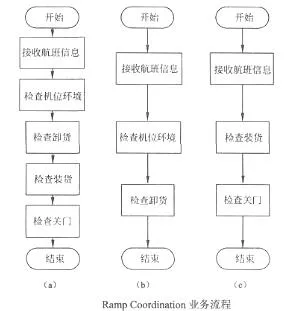 开始
接收航班信息
检查机位环境
检查卸货
检查装货
检查关门
结束
(a)
开始
接收航班信息
检查机位环境
检查卸货
结束
(b)
开始
接收航班信息
检查装货
检查关门
结束
(c)
Ramp Coordination 业务流程